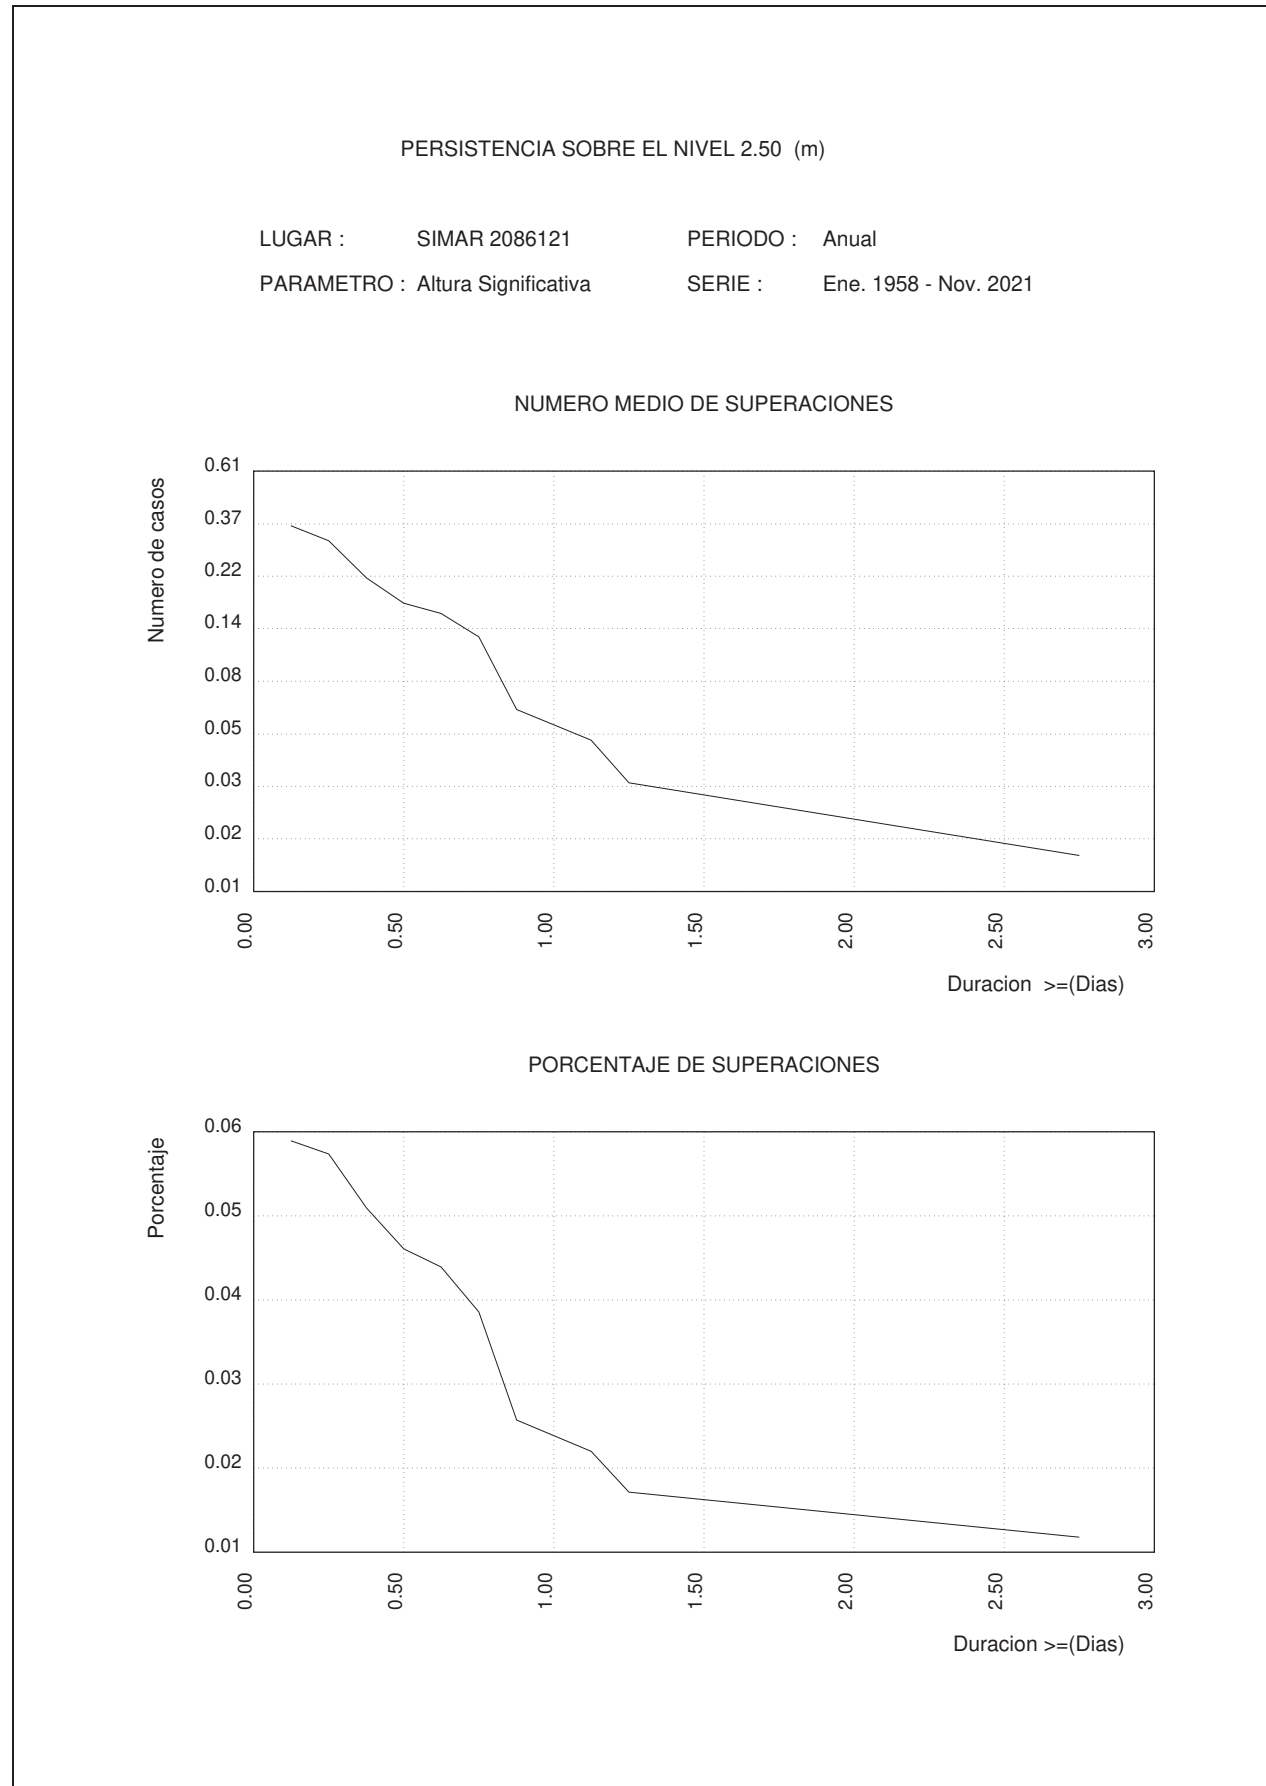 PERSISTENCIA SOBRE EL NIVEL 2.50 (m)
LUGAR : SIMAR 2086121 PERIODO : Anual
PARAMETRO : Altura Significativa SERIE : Ene. 1958 - Nov. 2021
NUMERO MEDIO DE SUPERACIONES
Numero de casos
0.61
0.37
0.22
0.14
0.08
0.05
0.03
0.02
0.01
0.00 0.50 1.00 1.50 2.00 2.50 3.00
Duracion >=(Dias)
PORCENTAJE DE SUPERACIONES
Porcentaje
0.06
0.05
0.04
0.03
0.02
0.01
0.00 0.50 1.00 1.50 2.00 2.50 3.00
Duracion >=(Dias)